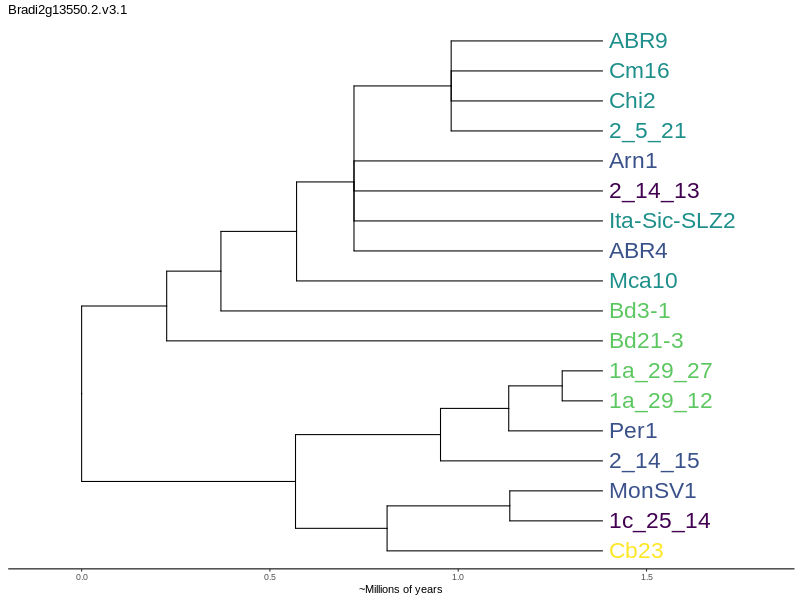 Bradi2g13550.2.v3.1
ABR9
Cm16
Chi2
2_5_21
Arn1
2_14_13
Ita-Sic-SLZ2
ABR4
Mca10
Bd3-1
Bd21-3
1a_29_27
1a_29_12
Per1
2_14_15
MonSV1
1c_25_14
Cb23
0.0 0.5 1.0 1.5
~Millions of years